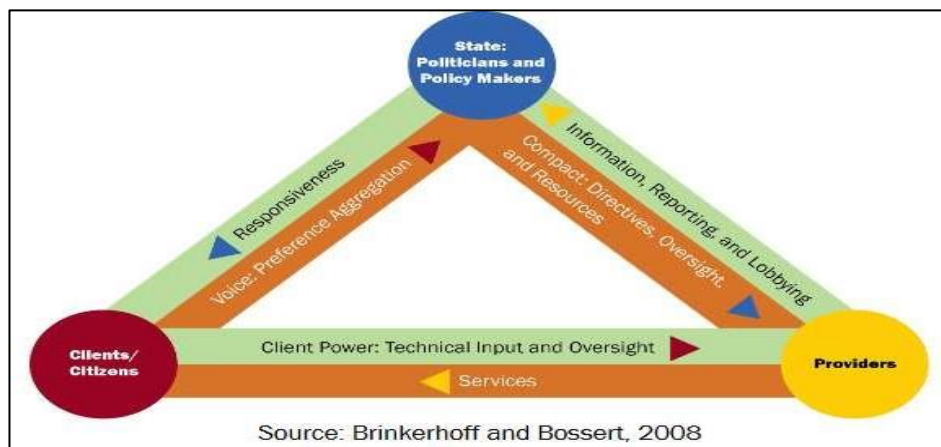 State:
Politicians and
Policy Makers
Responsiveness
Voice: Preference Aggregation
Information, Reporting, and Lobbying
Compact: Directives, Oversight,
and Resources
Clients/
Citizens
Client Power: Technical Input and Oversight
Services
Providers
Source: Brinkerhoff and Bossert, 2008